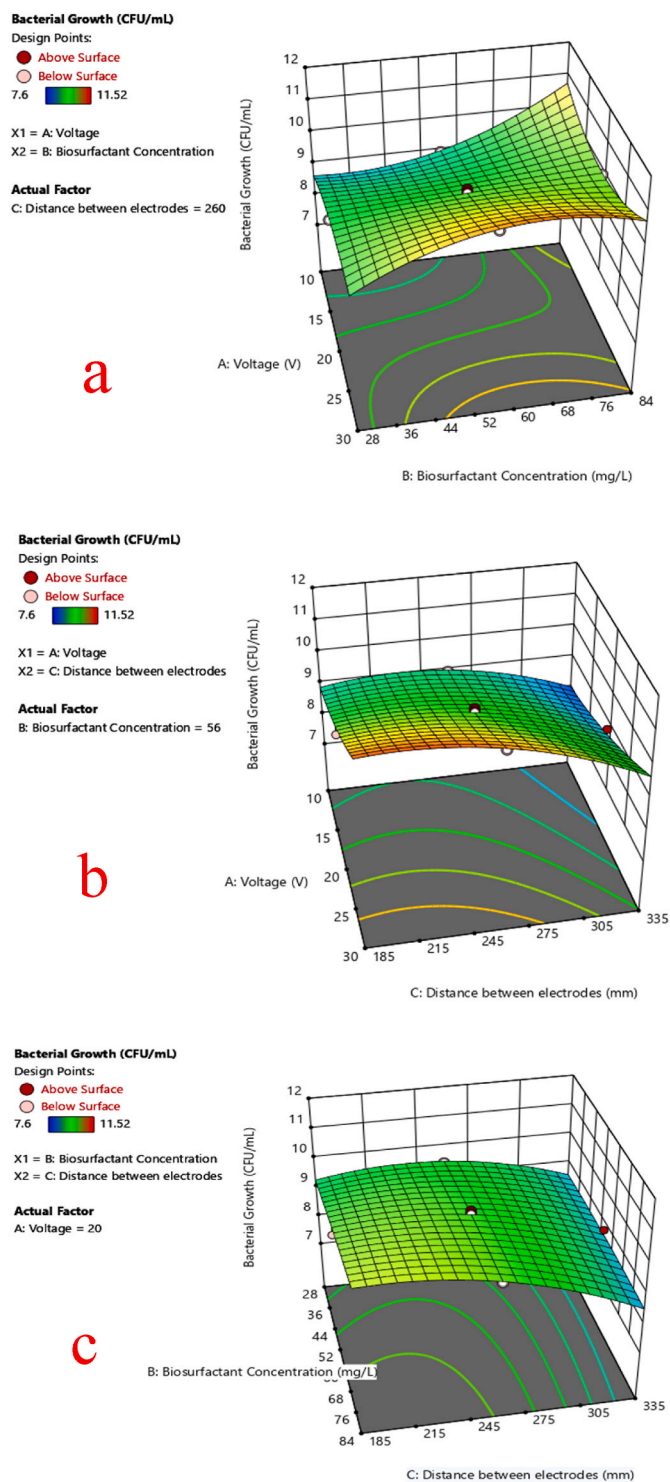 Bacterial Growth (CFU/mL)
Design Points:
Above Surface
Below Surface
7.6 11.52
X1 = A: Voltage
X2 = B: Biosurfactant Concentration
Actual Factor
C: Distance between electrodes = 260
a
Bacterial Growth (CFU/mL)
12
11
10
9
8
7
10
15
20
25
30
A: Voltage (V)
28
36
44
52
60
68
76
84
B: Biosurfactant Concentration (mg/L)
Bacterial Growth (CFU/mL)
Design Points:
Above Surface
Below Surface
7.6 11.52
X1 = A: Voltage
X2 = C: Distance between electrodes
Actual Factor
B: Biosurfactant Concentration = 56
b
Bacterial Growth (CFU/mL)
12
11
10
9
8
7
10
15
20
25
30
A: Voltage (V)
185
215
245
275
305
335
C: Distance between electrodes (mm)
Bacterial Growth (CFU/mL)
Design Points:
Above Surface
Below Surface
7.6 11.52
X1 = B: Biosurfactant Concentration
X2 = C: Distance between electrodes
Actual Factor
A: Voltage = 20
c
Bacterial Growth (CFU/mL)
12
11
10
9
8
7
28
36
44
52
68
76
84
B: Biosurfactant Concentration (mg/L)
185
215
245
275
305
335
C: Distance between electrodes (mm)